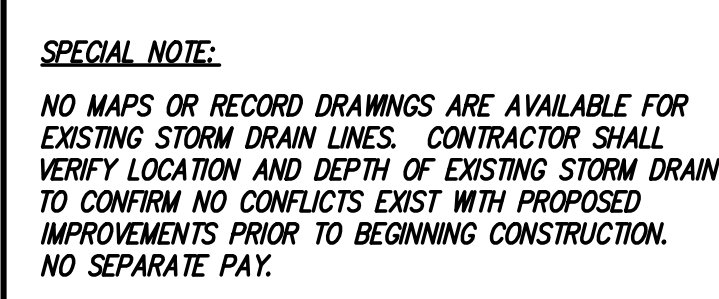 SPECIAL NOTE:
NO MAPS OR RECORD DRAWINGS ARE AVAILABLE FOR
EXISTING STORM DRAIN LINES. CONTRACTOR SHALL
VERIFY LOCATION AND DEPTH OF EXISTING STORM DRAIN
TO CONFIRM NO CONFLICTS EXIST WITH PROPOSED
IMPROVEMENTS PRIOR TO BEGINNING CONSTRUCTION.
NO SEPARATE PAY.